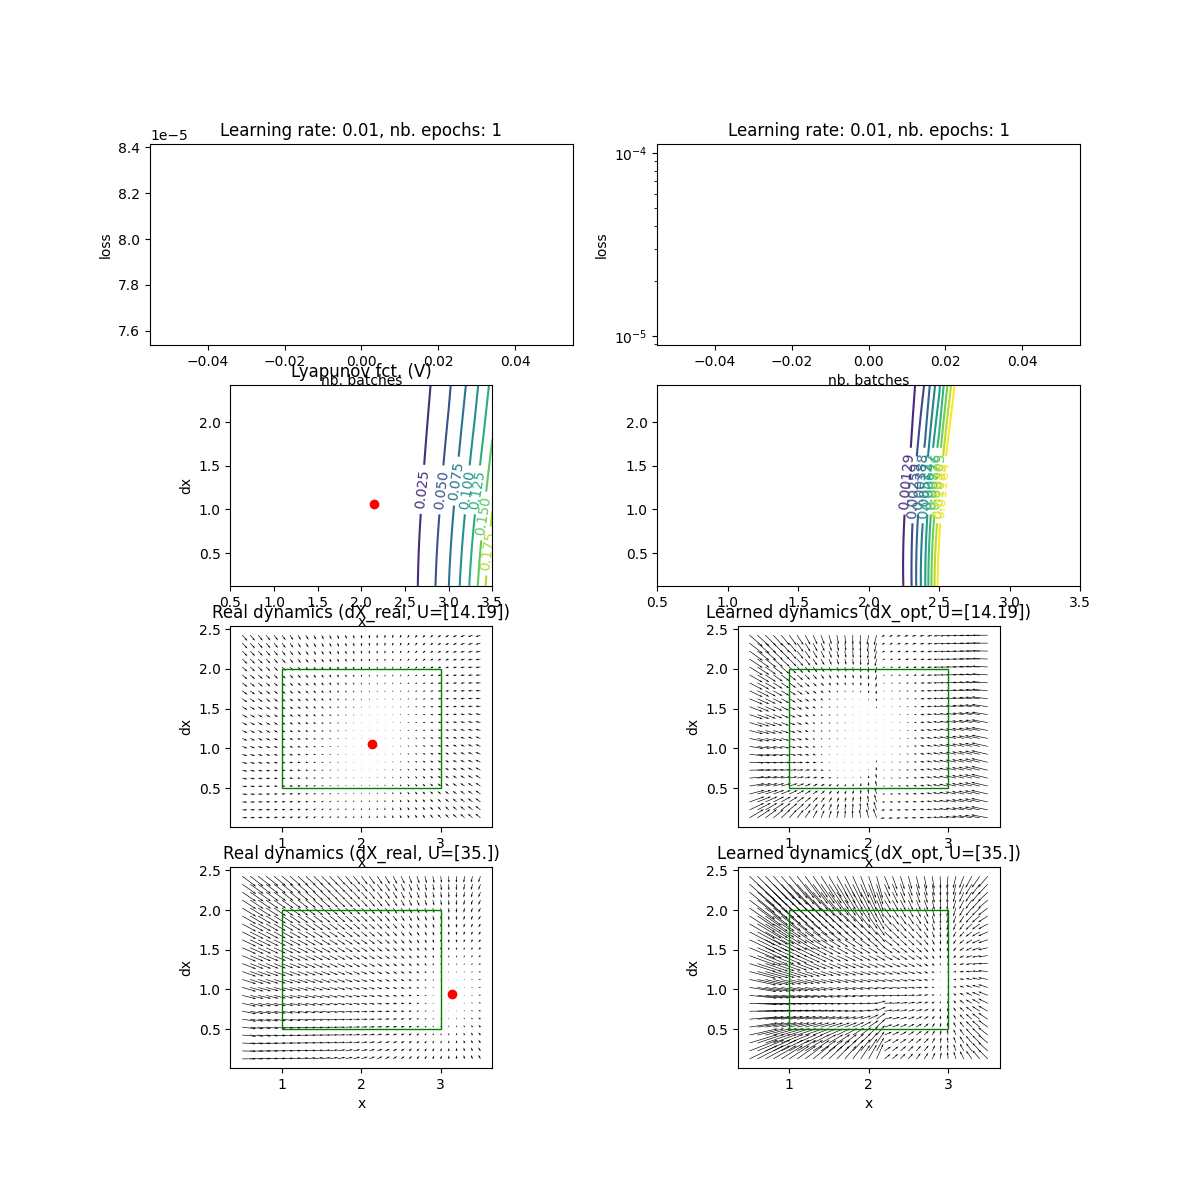 Learning rate: 0.01, nb. epochs: 1
1e−5
8.4
8.2
8.0
7.8
7.6
loss
−0.04 −0.02 0.00 0.02 0.04
nb. batches
Learning rate: 0.01, nb. epochs: 1
10−4
10−5
loss
−0.04 −0.02 0.00 0.02 0.04
nb. batches
Lyapunov fct. (V)
2.0
1.5
1.0
0.5
dx
0.025
0.050
0.075
0.100
0.125
0.150
0.175
0.5 1.0 1.5 2.0 2.5 3.0 3.5
x
2.0
1.5
1.0
0.5
0.00129
0.5 1.0 1.5 2.0 2.5 3.0 3.5
Real dynamics (dX_real, U=[14.19])
2.5
2.0
1.5
1.0
0.5
dx
1 2 3
x
Learned dynamics (dX_opt, U=[14.19])
2.5
2.0
1.5
1.0
0.5
dx
1 2 3
x
Real dynamics (dX_real, U=[35.])
2.5
2.0
1.5
1.0
0.5
dx
1 2 3
x
Learned dynamics (dX_opt, U=[35.])
2.5
2.0
1.5
1.0
0.5
dx
1 2 3
x